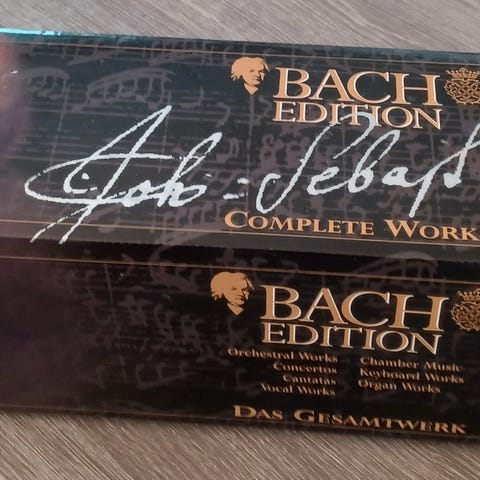 BACH
EDITION
Joh: Sebast
COMPLETE WORK
BACH
EDITION
Orchestral Works
Concertos
Cantatas
Vocal Works
Chamber Music
Keyboard Works
Organ Works
DAS GESAMTWERK